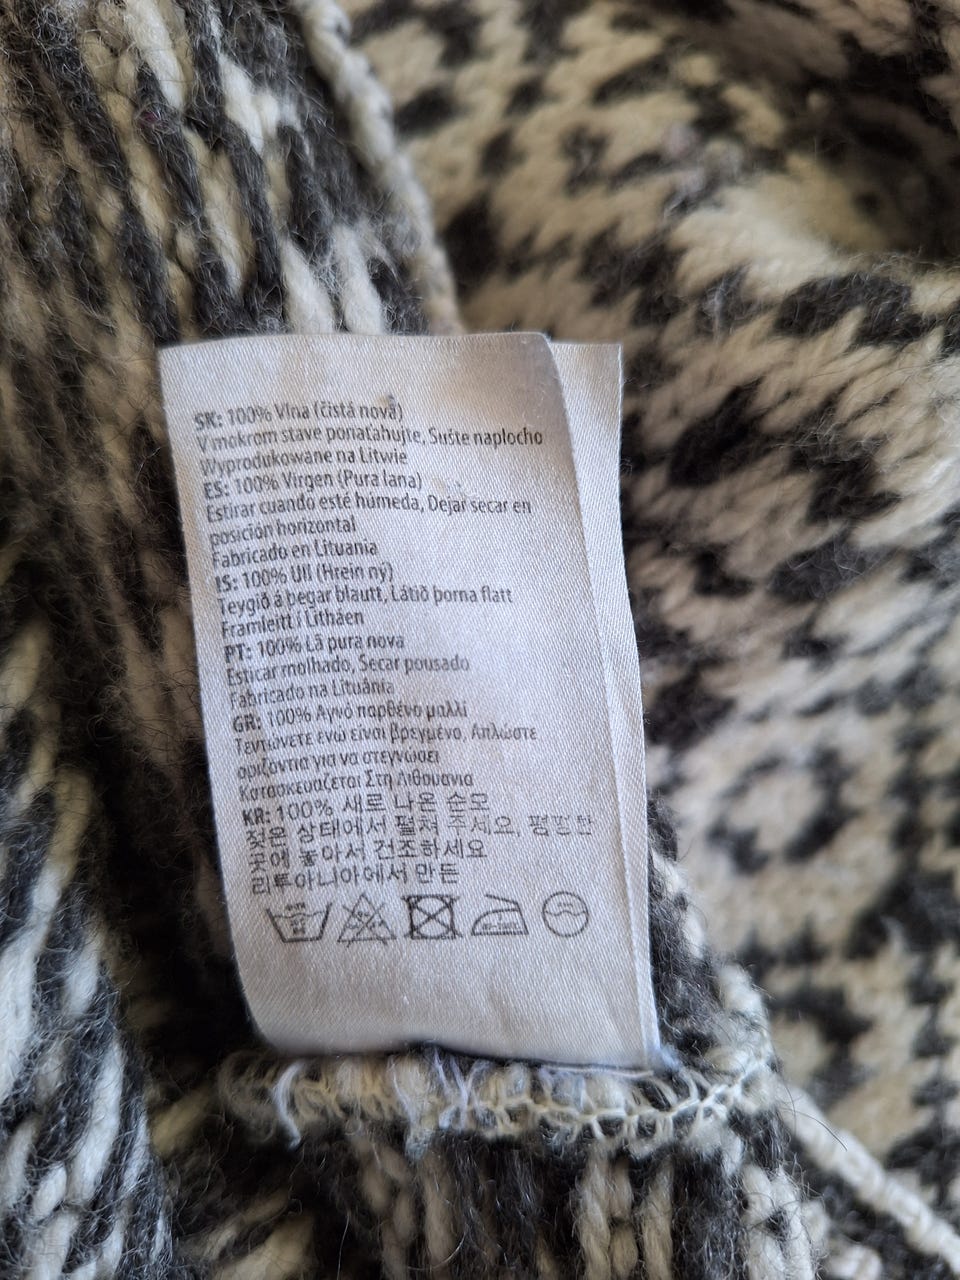 SK: 100% Vlna (čistá nová)
V mokrom stave ponaťahujte, Sušte naplocho
Wyprodukowane na Litwie
ES: 100% Virgen (Pura lana)
Estirar cuando esté húmeda, Dejar secar en
posición horizontal
Fabricado en Lituania
IS: 100% Ull (Hrein ný)
Teygið á þegar blautt, Látið þorna flatt
Framleitt í Litháen
PT: 100% Lã pura nova
Esticar molhado, Secar pousado
Fabricado na Lituânia
GR: 100% Αγνό παρθένο μαλλί
Τεντώνετε ενώ είναι βρεγμένο, Απλώστε
οριζόντια για να στεγνώσει
Κατασκευάζεται Στη Λιθουανία
KR: 100% 새로 나온 순모
젖은 상태에서 펼쳐 주세요, 평평한
곳에 놓아서 건조하세요
리투아니아에서 만든